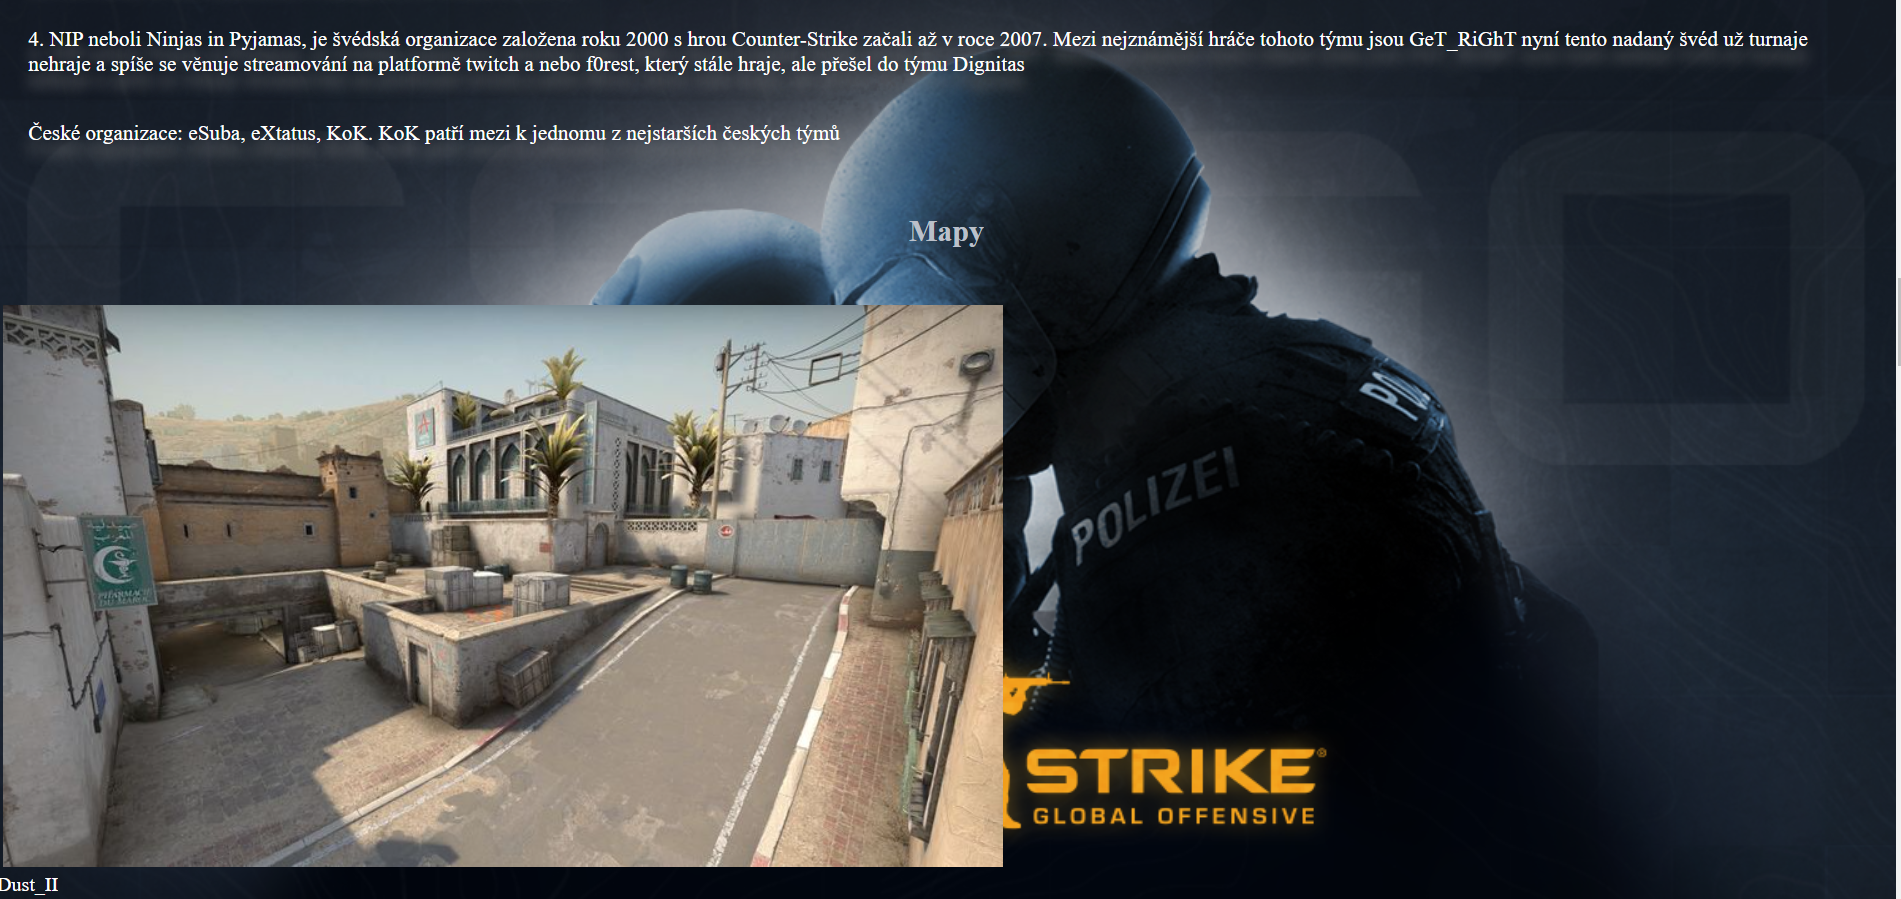 4. NIP neboli Ninjas in Pyjamas, je švédská organizace založena roku 2000 s hrou Counter-Strike začali až v roce 2007. Mezi nejznámější hráče tohoto týmu jsou GeT_RiGhT nyní tento nadaný švéd už turnaje
nehraje a spíše se věnuje streamování na platformě twitch a nebo f0rest, který stále hraje, ale přešel do týmu Dignitas
České organizace: eSuba, eXtatus, KoK. KoK patří mezi k jednomu z nejstarších českých týmů
Mapy
A
POLIZEI
PHARMACIE
DU MAROC
STRIKE®
GLOBAL OFFENSIVE
Dust_II